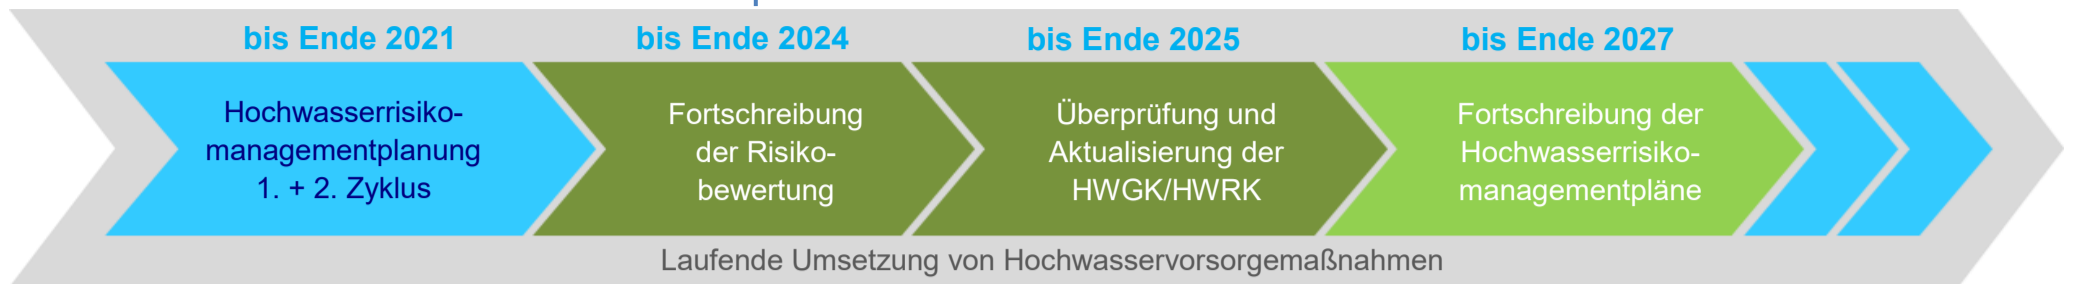 bis Ende 2021
Hochwasserrisiko-
managementplanung
1. + 2. Zyklus
bis Ende 2024
Fortschreibung
der Risiko-
bewertung
bis Ende 2025
Überprüfung und
Aktualisierung der
HWGK/HWRK
bis Ende 2027
Fortschreibung der
Hochwasserrisiko-
managementpläne
Laufende Umsetzung von Hochwasservorsorgemaßnahmen